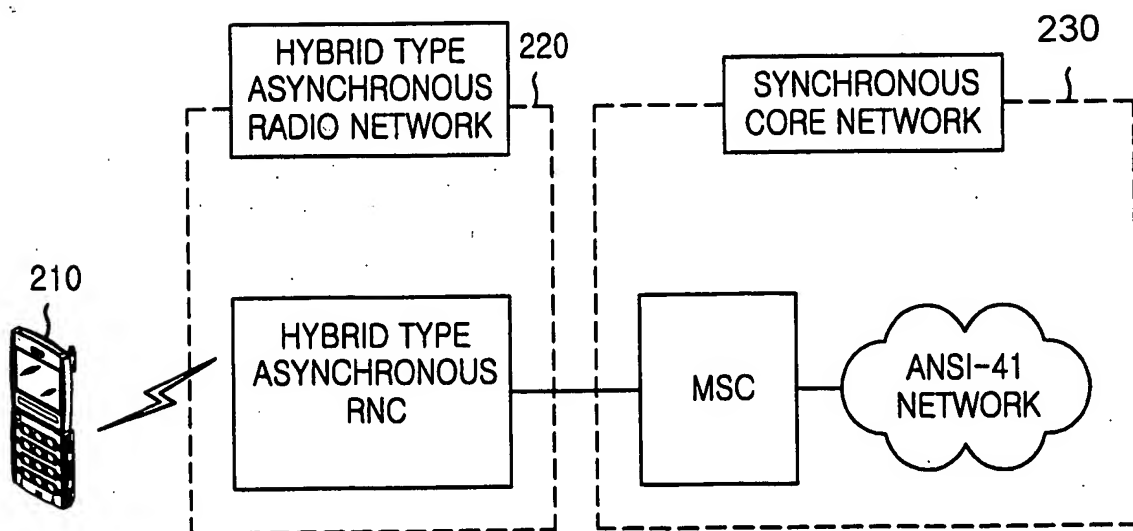 HYBRID TYPE
ASYNCHRONOUS
RADIO NETWORK
220
SYNCHRONOUS
CORE NETWORK
230
210
HYBRID TYPE
ASYNCHRONOUS
RNC
MSC
ANSI-41
NETWORK